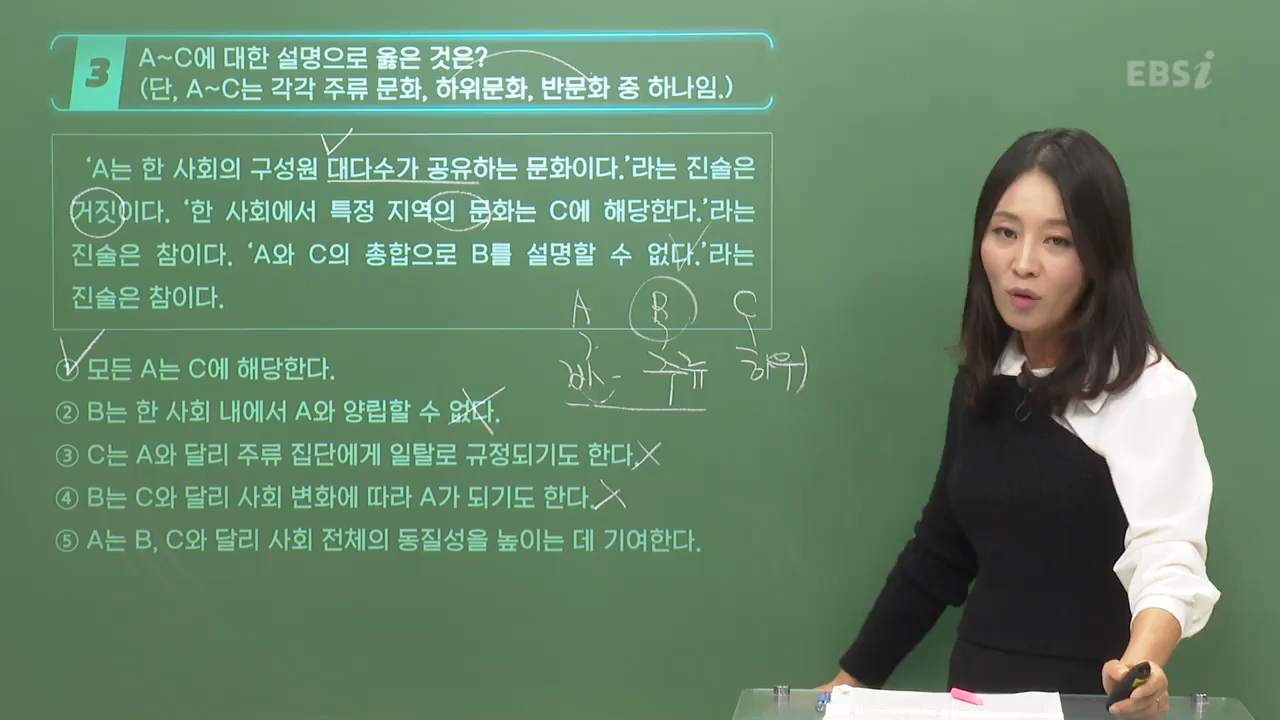 3
A~C에 대한 설명으로 옳은 것은?
(단, A~C는 각각 주류 문화, 하위문화, 반문화 중 하나임.)
EBSi
‘A는 한 사회의 구성원 대다수가 공유하는 문화이다.’라는 진술은
거짓이다. ‘한 사회에서 특정 지역의 문화는 C에 해당한다.’라는
진술은 참이다. ‘A와 C의 총합으로 B를 설명할 수 없다.’라는
진술은 참이다.
A B C
반 주류 하위
① 모든 A는 C에 해당한다.
② B는 한 사회 내에서 A와 양립할 수 없다.
③ C는 A와 달리 주류 집단에게 일탈로 규정되기도 한다.
④ B는 C와 달리 사회 변화에 따라 A가 되기도 한다.
⑤ A는 B, C와 달리 사회 전체의 동질성을 높이는 데 기여한다.